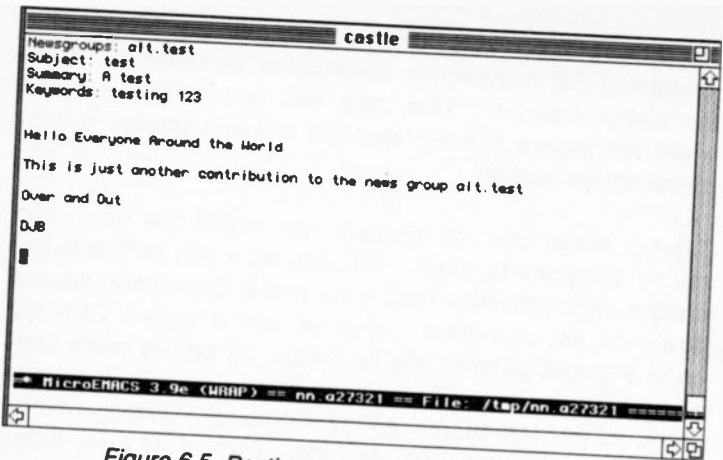 castle
Newsgroups: alt.test
Subject: test
Summary: A test
Keywords: testing 123
Hello Everyone Around the World
This is just another contribution to the news group alt.test
Over and Out
DJB
=* MicroEMACS 3.9e (WRAP) == nn.a27321 == File: /tmp/nn.a27321 ======
Figure 6.5